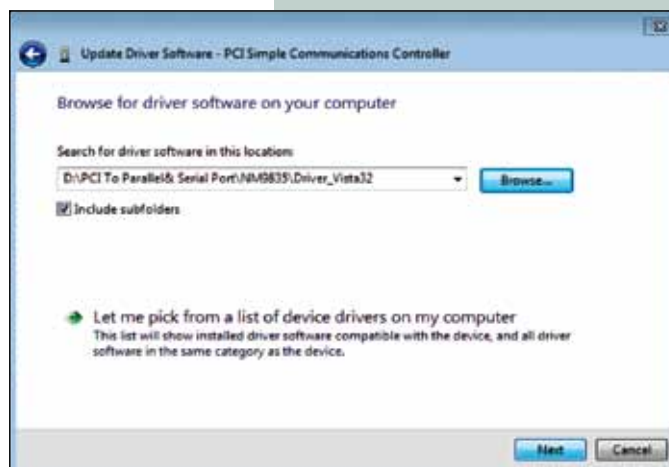 Update Driver Software - PCI Simple Communications Controller
Browse for driver software on your computer
Search for driver software in this location:
D:\PCI To Parallel& Serial Port\NM9835\Driver_Vista32
Browse...
Include subfolders
Let me pick from a list of device drivers on my computer
This list will show installed driver software compatible with the device, and all driver
software in the same category as the device.
Next
Cancel